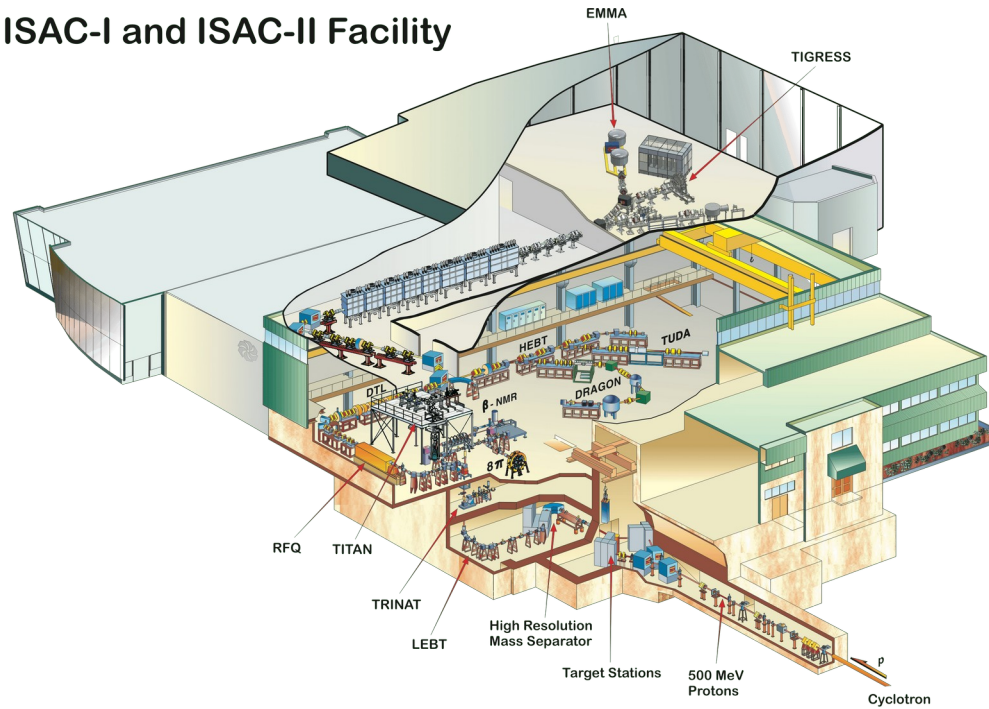 ISAC-I and ISAC-II Facility
EMMA
TIGRESS
HEBT
TUDA
DTL
DRAGON
β-NMR
8π
RFQ
TITAN
TRINAT
LEBT
High Resolution
Mass Separator
Target Stations
500 MeV
Protons
p
Cyclotron